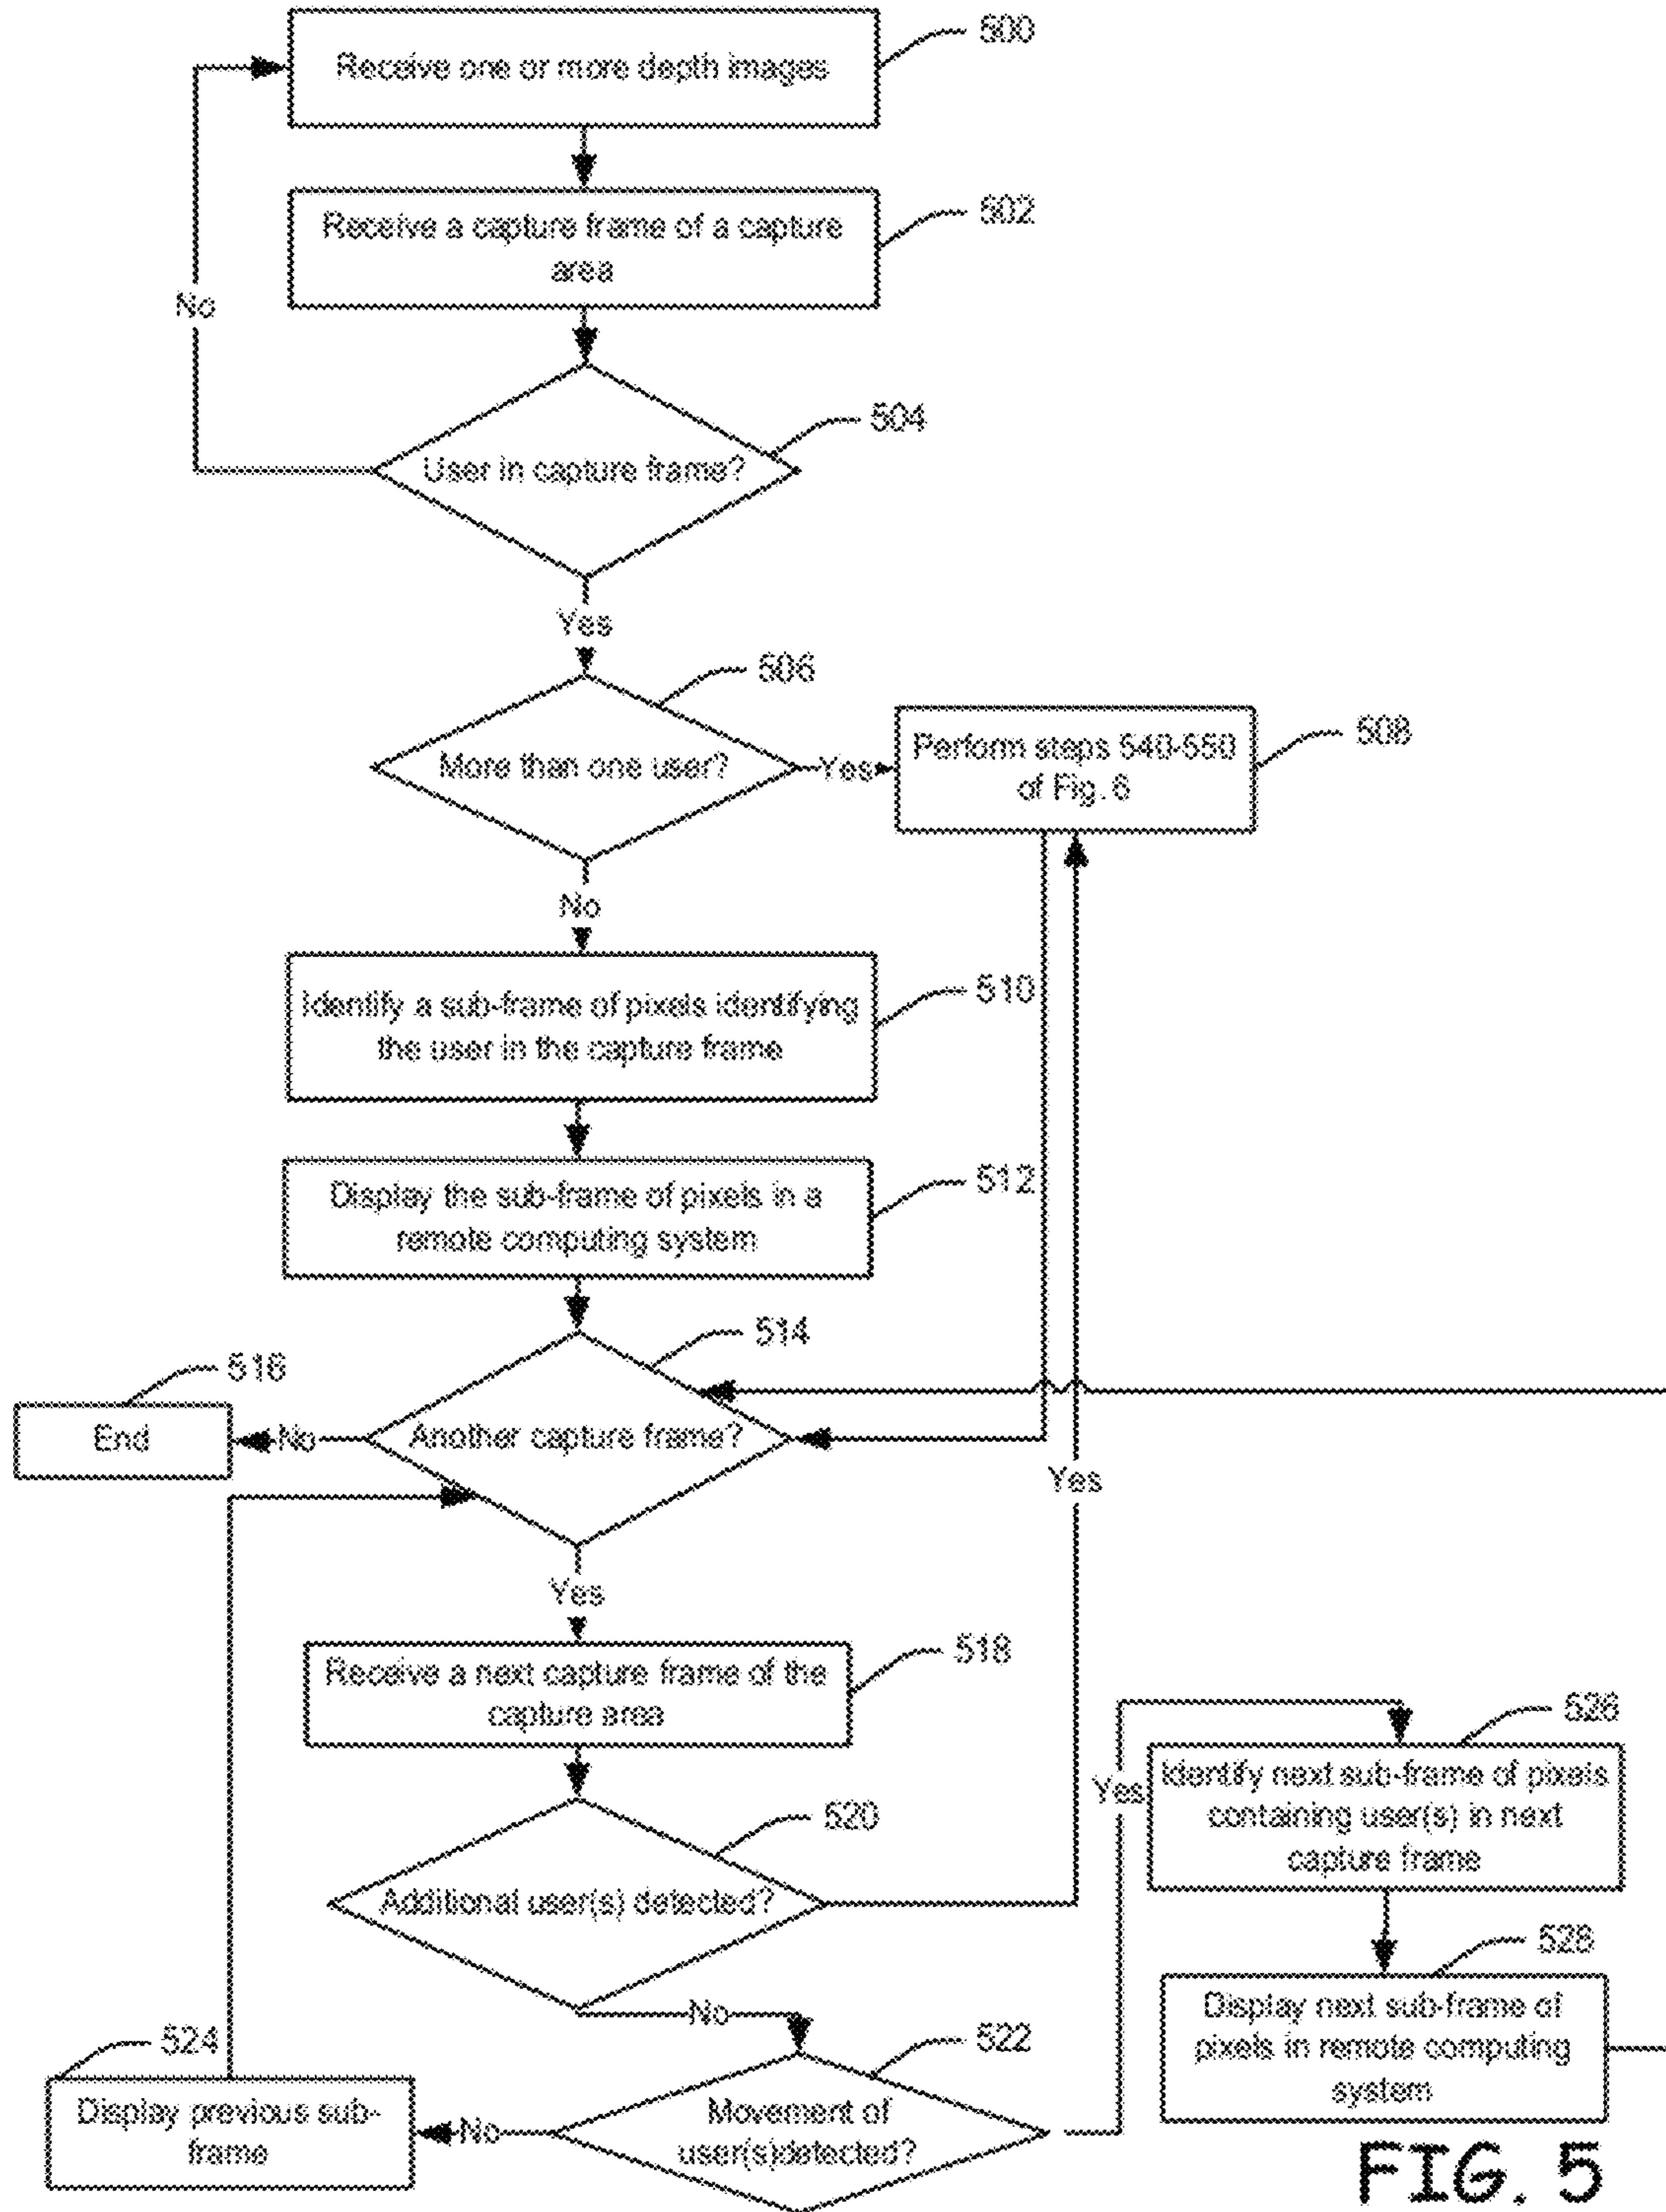 500
Receive one or more depth images
502
Receive a capture frame of a capture
area
No
504
User in capture frame?
Yes
506
More than one user?
Yes
508
Perform steps 540-550
of Fig. 6
No
510
Identify a sub-frame of pixels identifying
the user in the capture frame
512
Display the sub-frame of pixels in a
remote computing system
514
516
End
No
Another capture frame?
Yes
Yes
518
Receive a next capture frame of the
capture area
526
Yes
Identify next sub-frame of pixels
containing user(s) in next
capture frame
520
Additional user(s) detected?
528
Display next sub-frame of
pixels in remote computing
system
No
524
522
Display previous sub-
frame
No
Movement of
user(s)detected?
FIG. 5